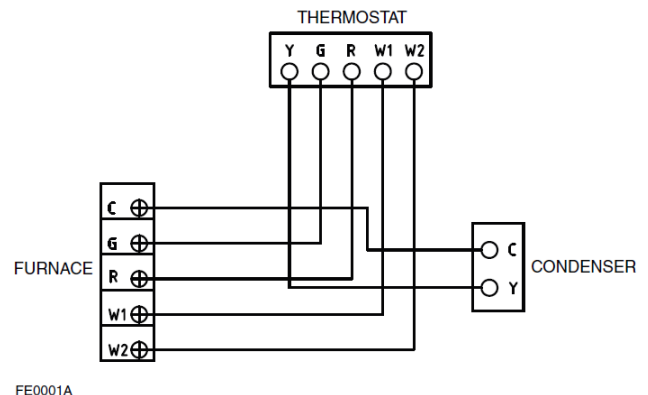 THERMOSTAT
Y G R W1 W2
FURNACE
C
G
R
W1
W2
C
Y
CONDENSER
FE0001A